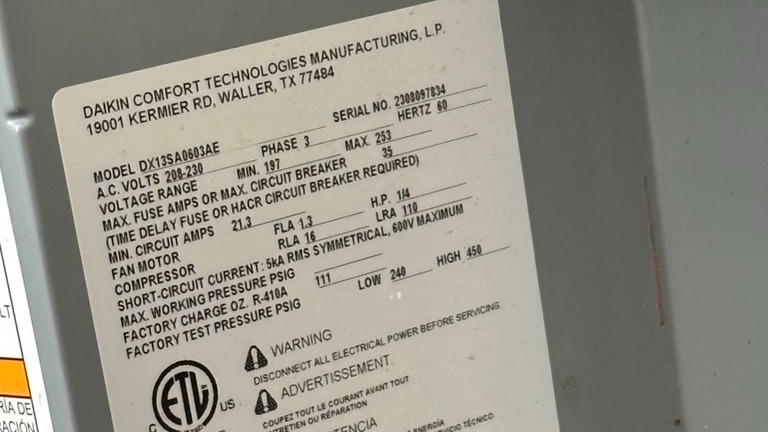 DAIKIN COMFORT TECHNOLOGIES MANUFACTURING, L.P.
19001 KERMIER RD, WALLER, TX 77484
MODEL DX13SA0603AE SERIAL NO. 2308097834
A.C. VOLTS 208-230 PHASE 3 HERTZ 60
VOLTAGE RANGE MIN. 197 MAX. 253
MAX. FUSE AMPS OR MAX. CIRCUIT BREAKER 35
(TIME DELAY FUSE OR HACR CIRCUIT BREAKER REQUIRED)
MIN. CIRCUIT AMPS 21.3
FAN MOTOR FLA 1.3 H.P. 1/4
COMPRESSOR RLA 16 LRA 110
SHORT-CIRCUIT CURRENT: 5kA RMS SYMMETRICAL, 600V MAXIMUM
MAX. WORKING PRESSURE PSIG
FACTORY CHARGE OZ. R-410A 111
FACTORY TEST PRESSURE PSIG LOW 240 HIGH 450
WARNING
DISCONNECT ALL ELECTRICAL POWER BEFORE SERVICING
ADVERTISSEMENT
COUPEZ TOUT LE COURANT AVANT TOUT
ENTRETIEN OU RÉPARATION
ETL
C US